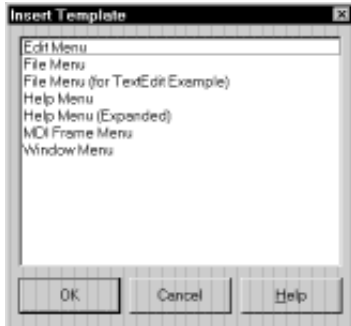 Insert Template
Edit Menu
File Menu
File Menu (for TextEdit Example)
Help Menu
Help Menu (Expanded)
MDI Frame Menu
Window Menu
OK
Cancel
Help